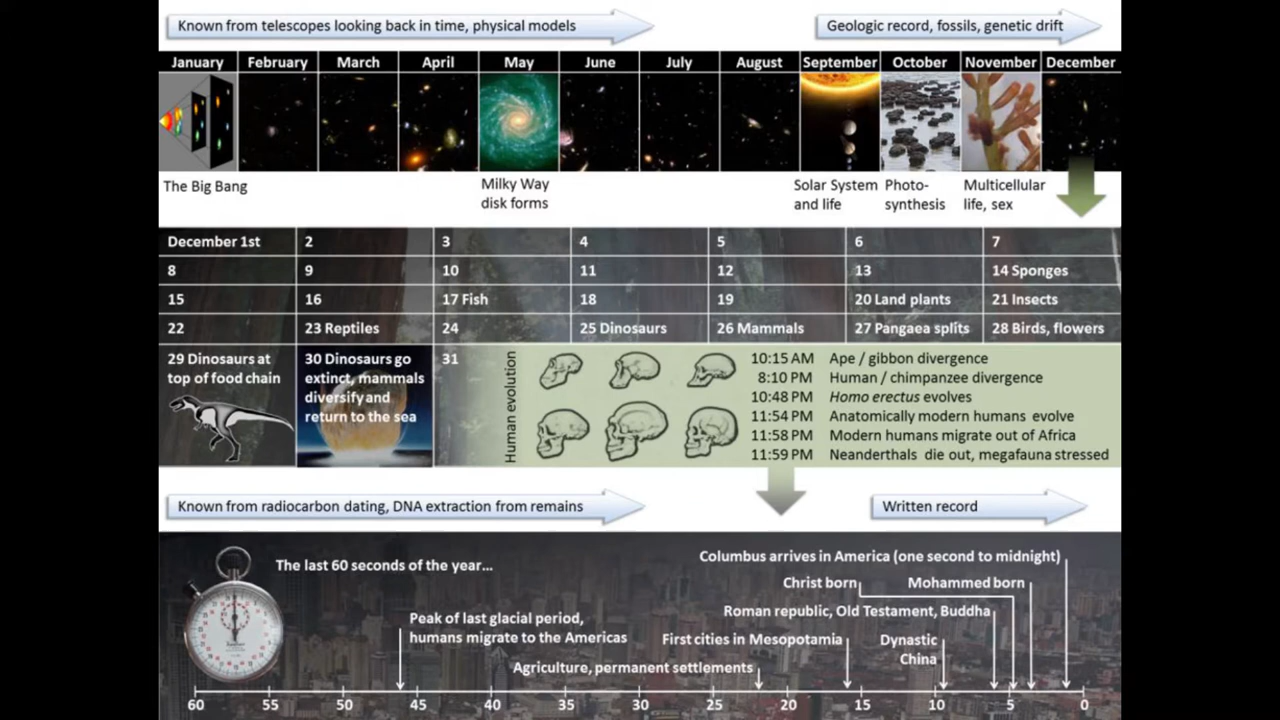 Known from telescopes looking back in time, physical models
Geologic record, fossils, genetic drift
January February March April May June July August September October November December
The Big Bang
Milky Way
disk forms
Solar System
and life
Photo-
synthesis
Multicellular
life, sex
December 1st 2 3 4 5 6 7
8 9 10 11 12 13 14 Sponges
15 16 17 Fish 18 19 20 Land plants 21 Insects
22 23 Reptiles 24 25 Dinosaurs 26 Mammals 27 Pangaea splits 28 Birds, flowers
29 Dinosaurs at
top of food chain
30 Dinosaurs go
extinct, mammals
diversify and
return to the sea
31
Human evolution
10:15 AM Ape / gibbon divergence
8:10 PM Human / chimpanzee divergence
10:48 PM Homo erectus evolves
11:54 PM Anatomically modern humans evolve
11:58 PM Modern humans migrate out of Africa
11:59 PM Neanderthals die out, megafauna stressed
Known from radiocarbon dating, DNA extraction from remains
Written record
The last 60 seconds of the year...
Columbus arrives in America (one second to midnight)
Christ born
Mohammed born
Roman republic, Old Testament, Buddha
Peak of last glacial period,
humans migrate to the Americas
First cities in Mesopotamia
Dynastic
China
Agriculture, permanent settlements
60 55 50 45 40 35 30 25 20 15 10 5 0